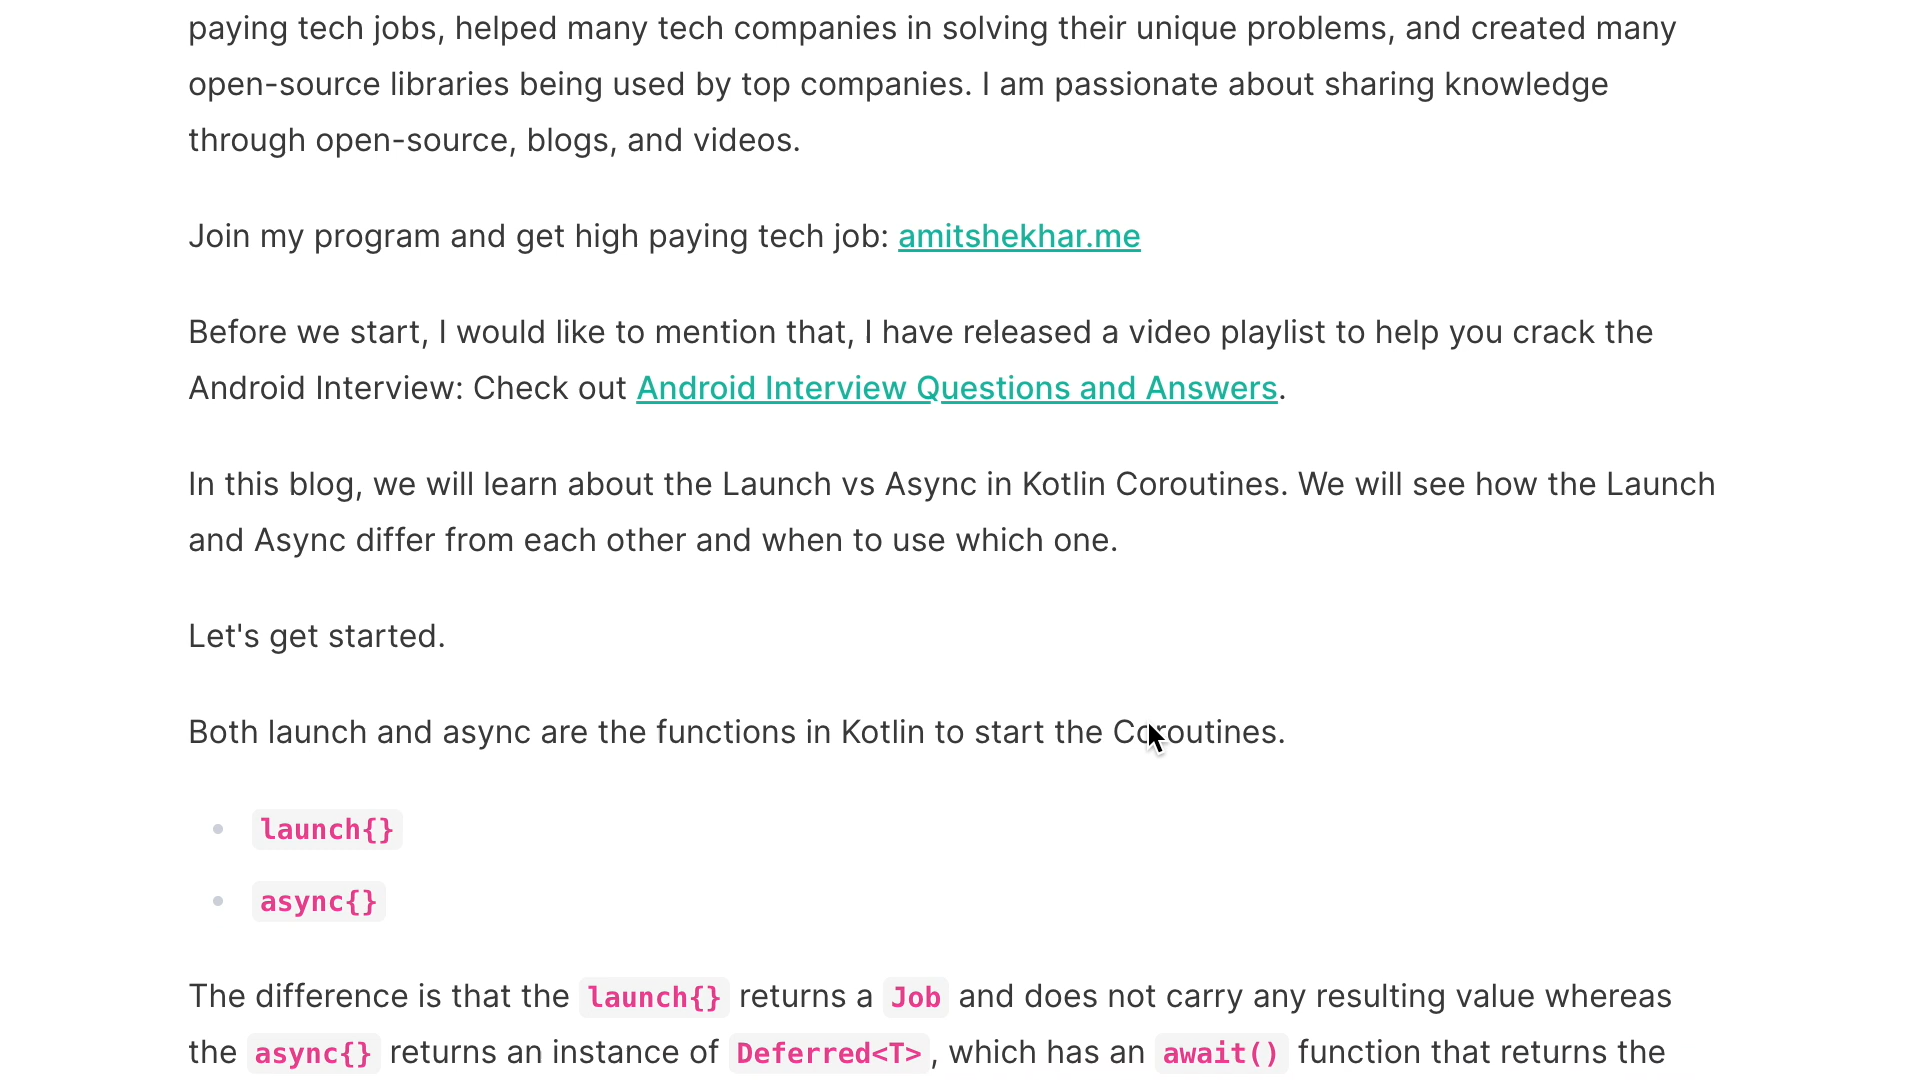 paying tech jobs, helped many tech companies in solving their unique problems, and created many
open-source libraries being used by top companies. I am passionate about sharing knowledge
through open-source, blogs, and videos.
Join my program and get high paying tech job: amitshekhar.me
Before we start, I would like to mention that, I have released a video playlist to help you crack the
Android Interview: Check out Android Interview Questions and Answers.
In this blog, we will learn about the Launch vs Async in Kotlin Coroutines. We will see how the Launch
and Async differ from each other and when to use which one.
Let's get started.
Both launch and async are the functions in Kotlin to start the Coroutines.
launch{}
async{}
The difference is that the launch{} returns a Job and does not carry any resulting value whereas
the async{} returns an instance of Deferred<T>, which has an await() function that returns the